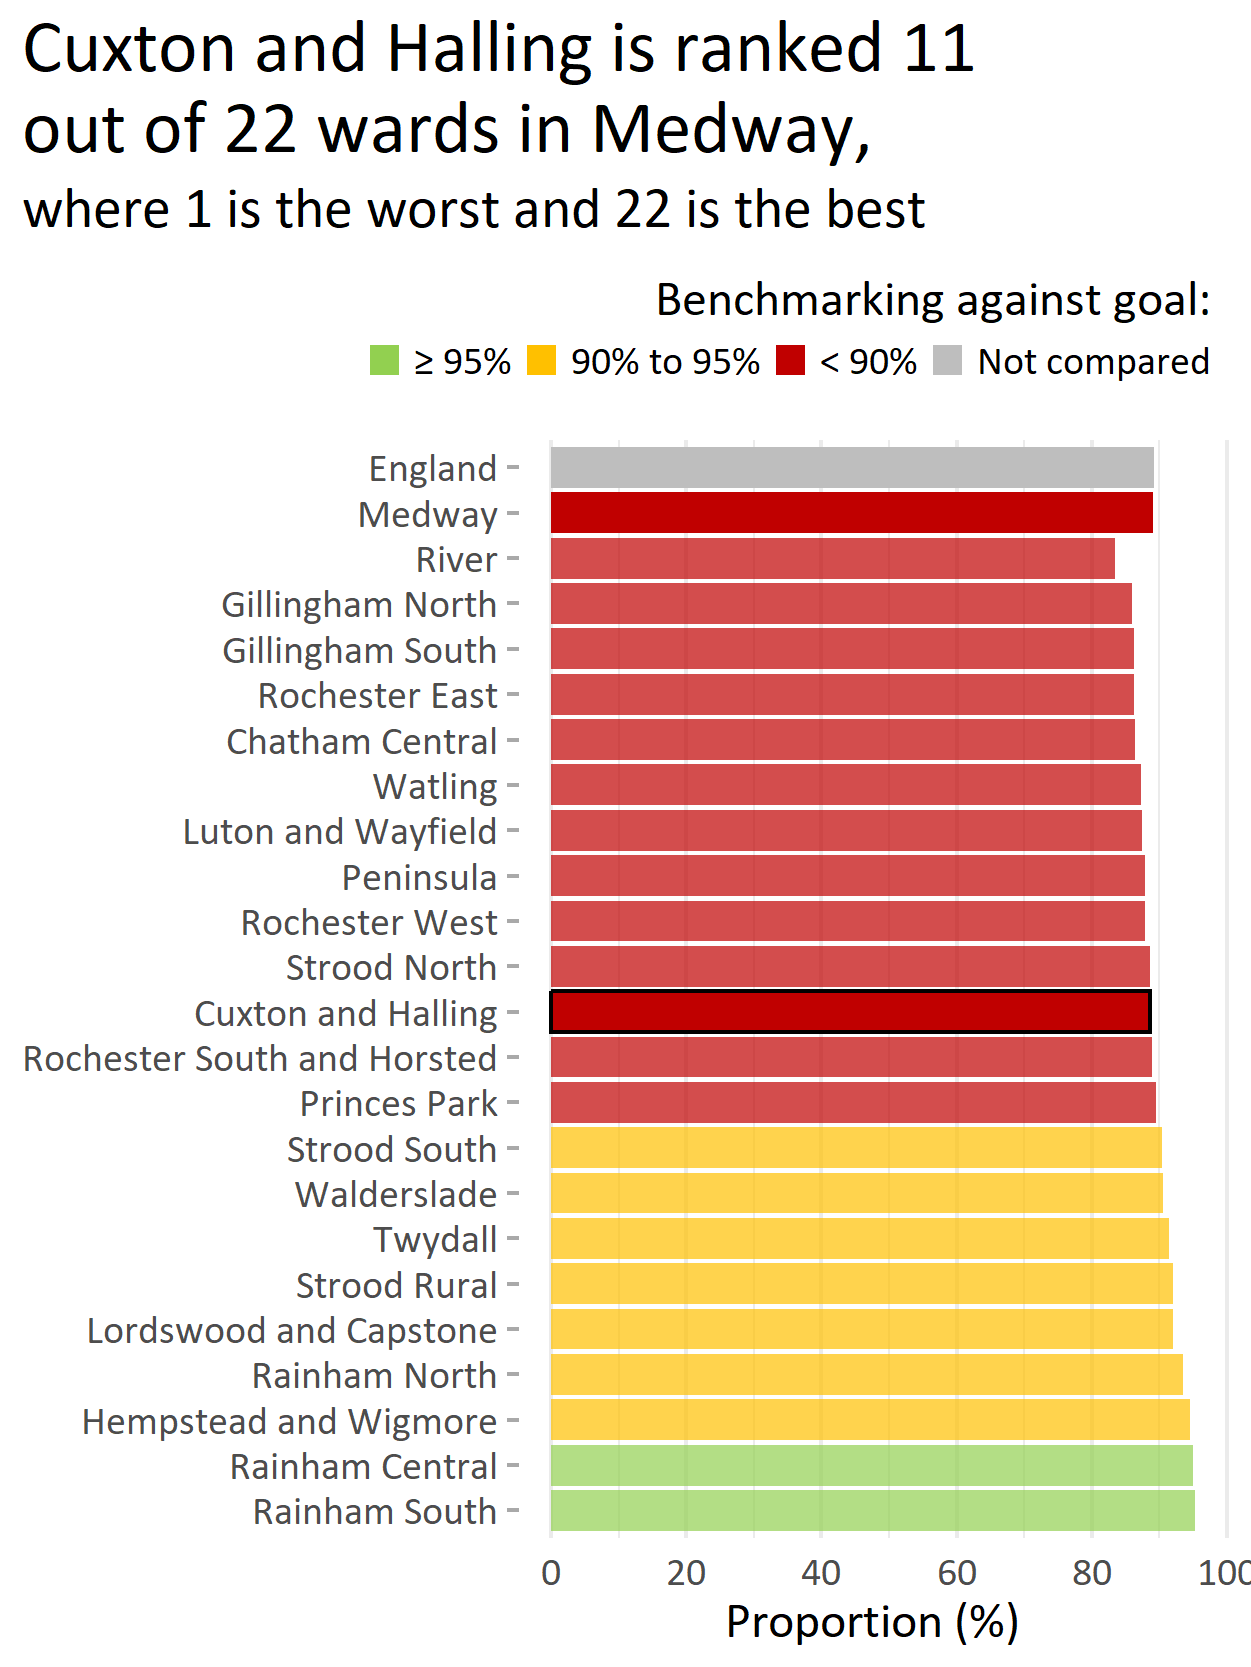 Cuxton and Halling is ranked 11
out of 22 wards in Medway,
where 1 is the worst and 22 is the best
Benchmarking against goal:
≥ 95% 90% to 95% < 90% Not compared
England
Medway
River
Gillingham North
Gillingham South
Rochester East
Chatham Central
Watling
Luton and Wayfield
Peninsula
Rochester West
Strood North
Cuxton and Halling
Rochester South and Horsted
Princes Park
Strood South
Walderslade
Twydall
Strood Rural
Lordswood and Capstone
Rainham North
Hempstead and Wigmore
Rainham Central
Rainham South
0 20 40 60 80 100
Proportion (%)